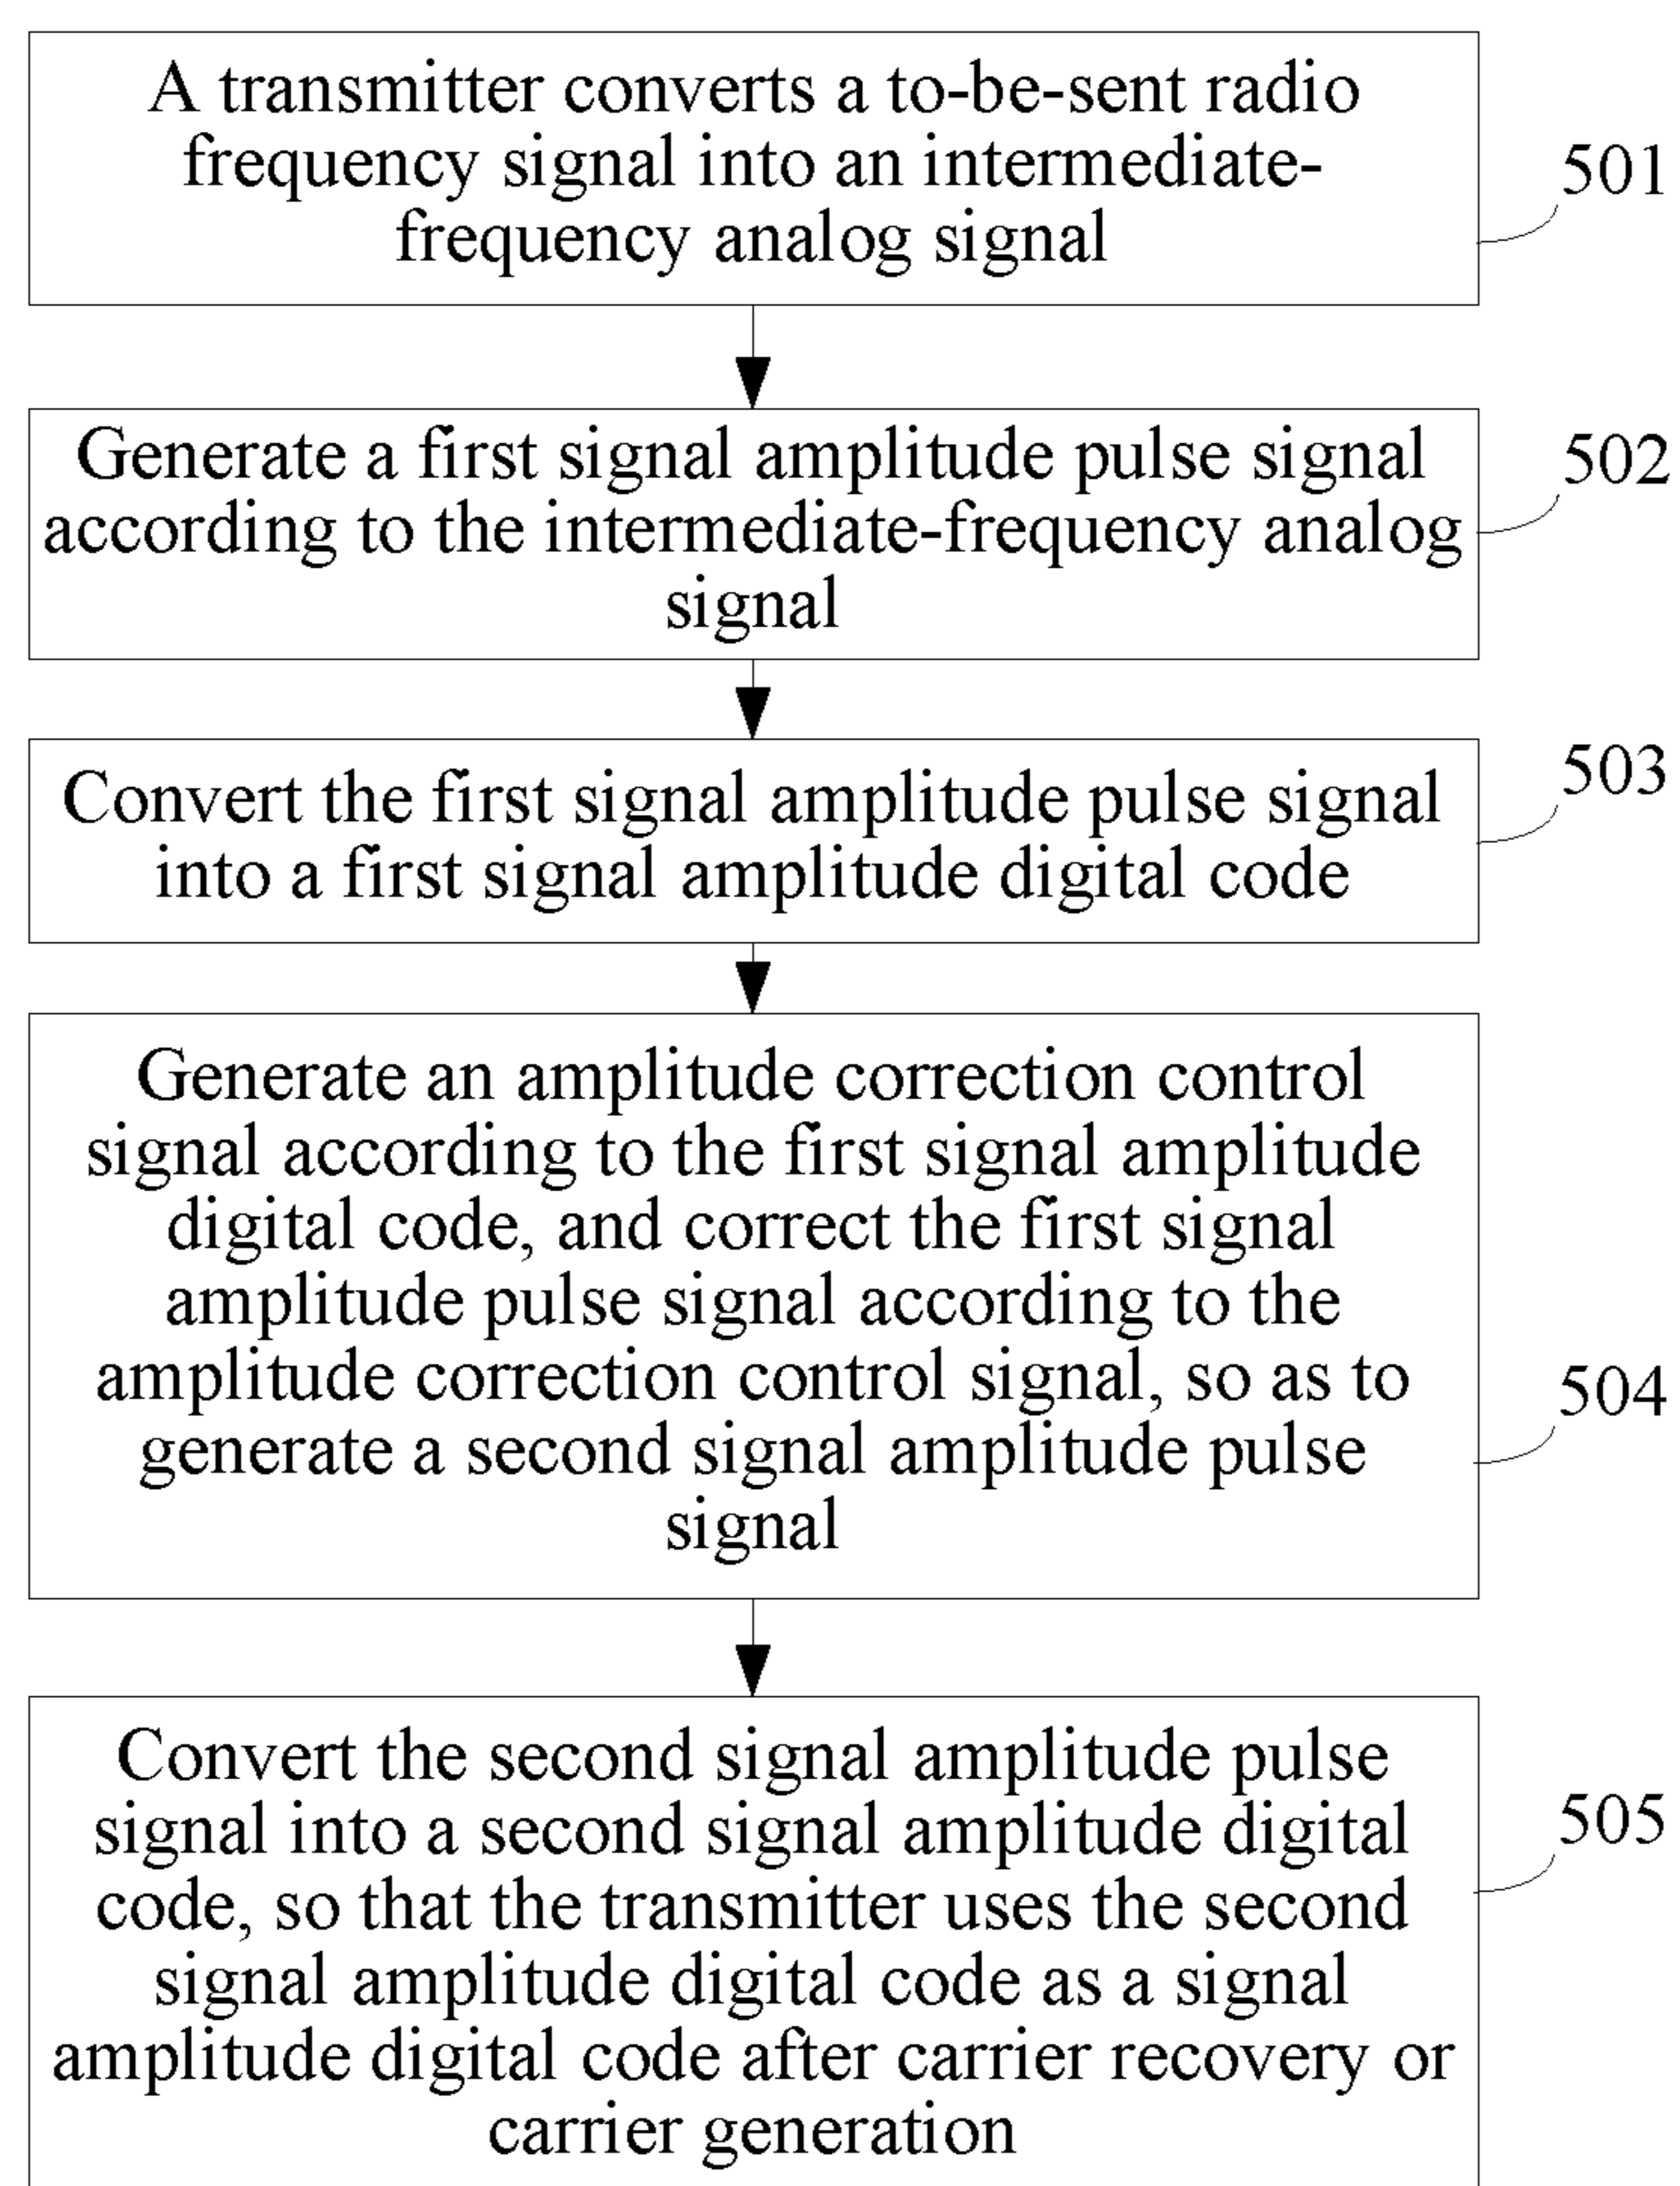 A transmitter converts a to-be-sent radio
frequency signal into an intermediate-
frequency analog signal
501
Generate a first signal amplitude pulse signal
according to the intermediate-frequency analog
signal
502
Convert the first signal amplitude pulse signal
into a first signal amplitude digital code
503
Generate an amplitude correction control
signal according to the first signal amplitude
digital code, and correct the first signal
amplitude pulse signal according to the
amplitude correction control signal, so as to
generate a second signal amplitude pulse
signal
504
Convert the second signal amplitude pulse
signal into a second signal amplitude digital
code, so that the transmitter uses the second
signal amplitude digital code as a signal
amplitude digital code after carrier recovery or
carrier generation
505